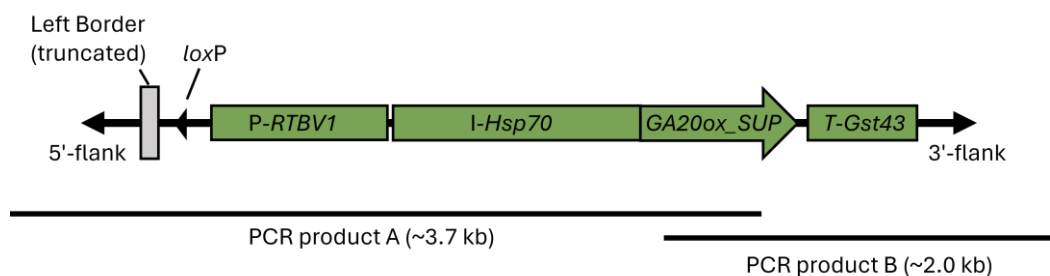 Left Border
(truncated)
loxP
P-RTBV1
I-Hsp70
GA20ox_SUP
T-Gst43
5'-flank
3'-flank
PCR product A (~3.7 kb)
PCR product B (~2.0 kb)